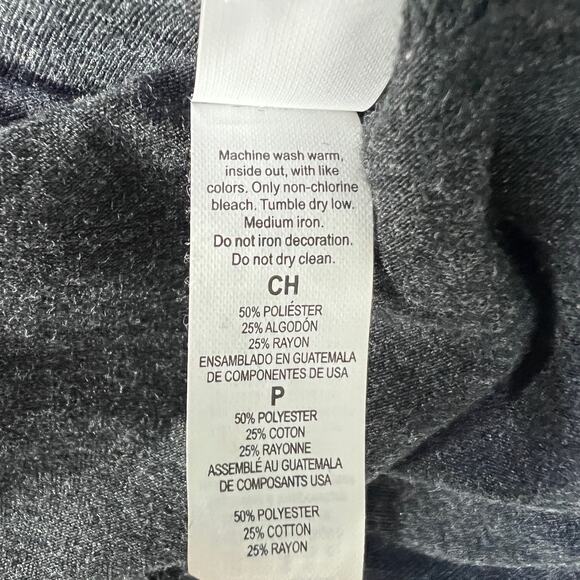 Machine wash warm,
inside out, with like
colors. Only non-chlorine
bleach. Tumble dry low.
Medium iron.
Do not iron decoration.
Do not dry clean.
CH
50% POLIÉSTER
25% ALGODÓN
25% RAYON
ENSAMBLADO EN GUATEMALA
DE COMPONENTES DE USA
P
50% POLYESTER
25% COTON
25% RAYONNE
ASSEMBLÉ AU GUATEMALA
DE COMPOSANTS USA
50% POLYESTER
25% COTTON
25% RAYON